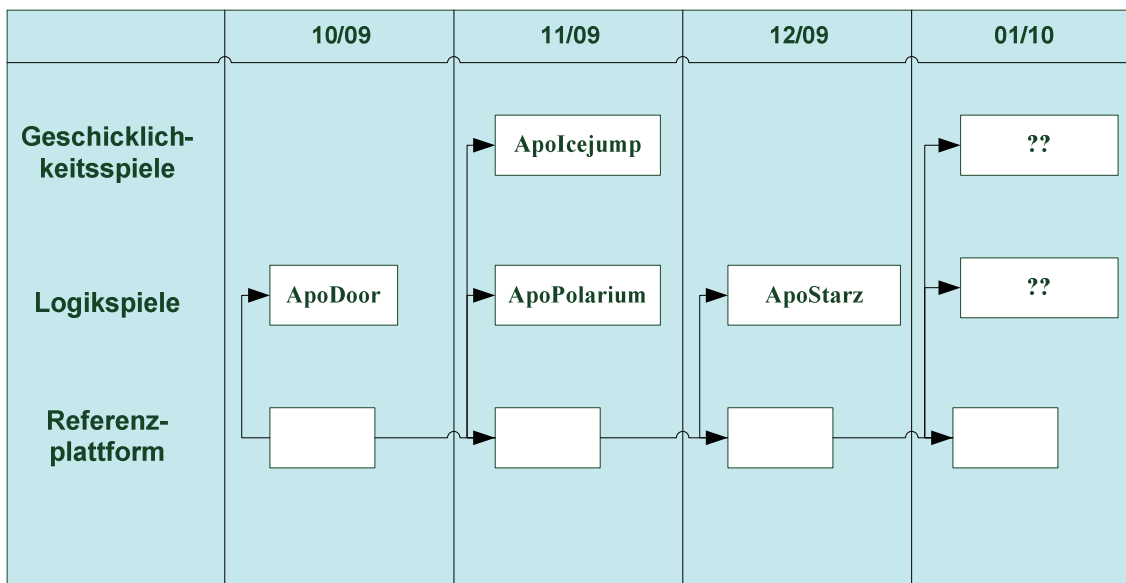 10/09 11/09 12/09 01/10
Geschicklich-
keitsspiele
ApoIcejump ??
Logikspiele ApoDoor ApoPolarium ApoStarz ??
Referenz-
plattform